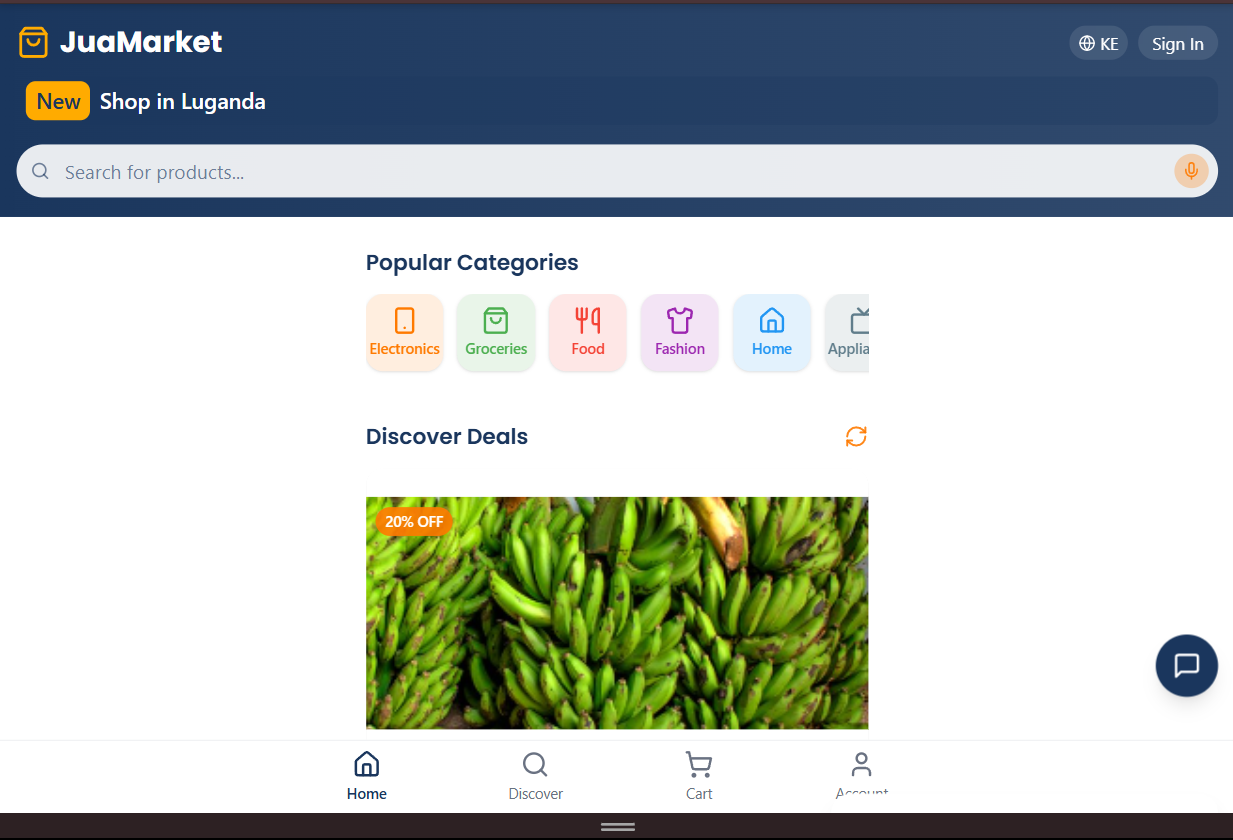 JuaMarket
KE
Sign In
New Shop in Luganda
Search for products...
Popular Categories
Electronics Groceries Food Fashion Home Applia
Discover Deals
20% OFF
Home Discover Cart Account